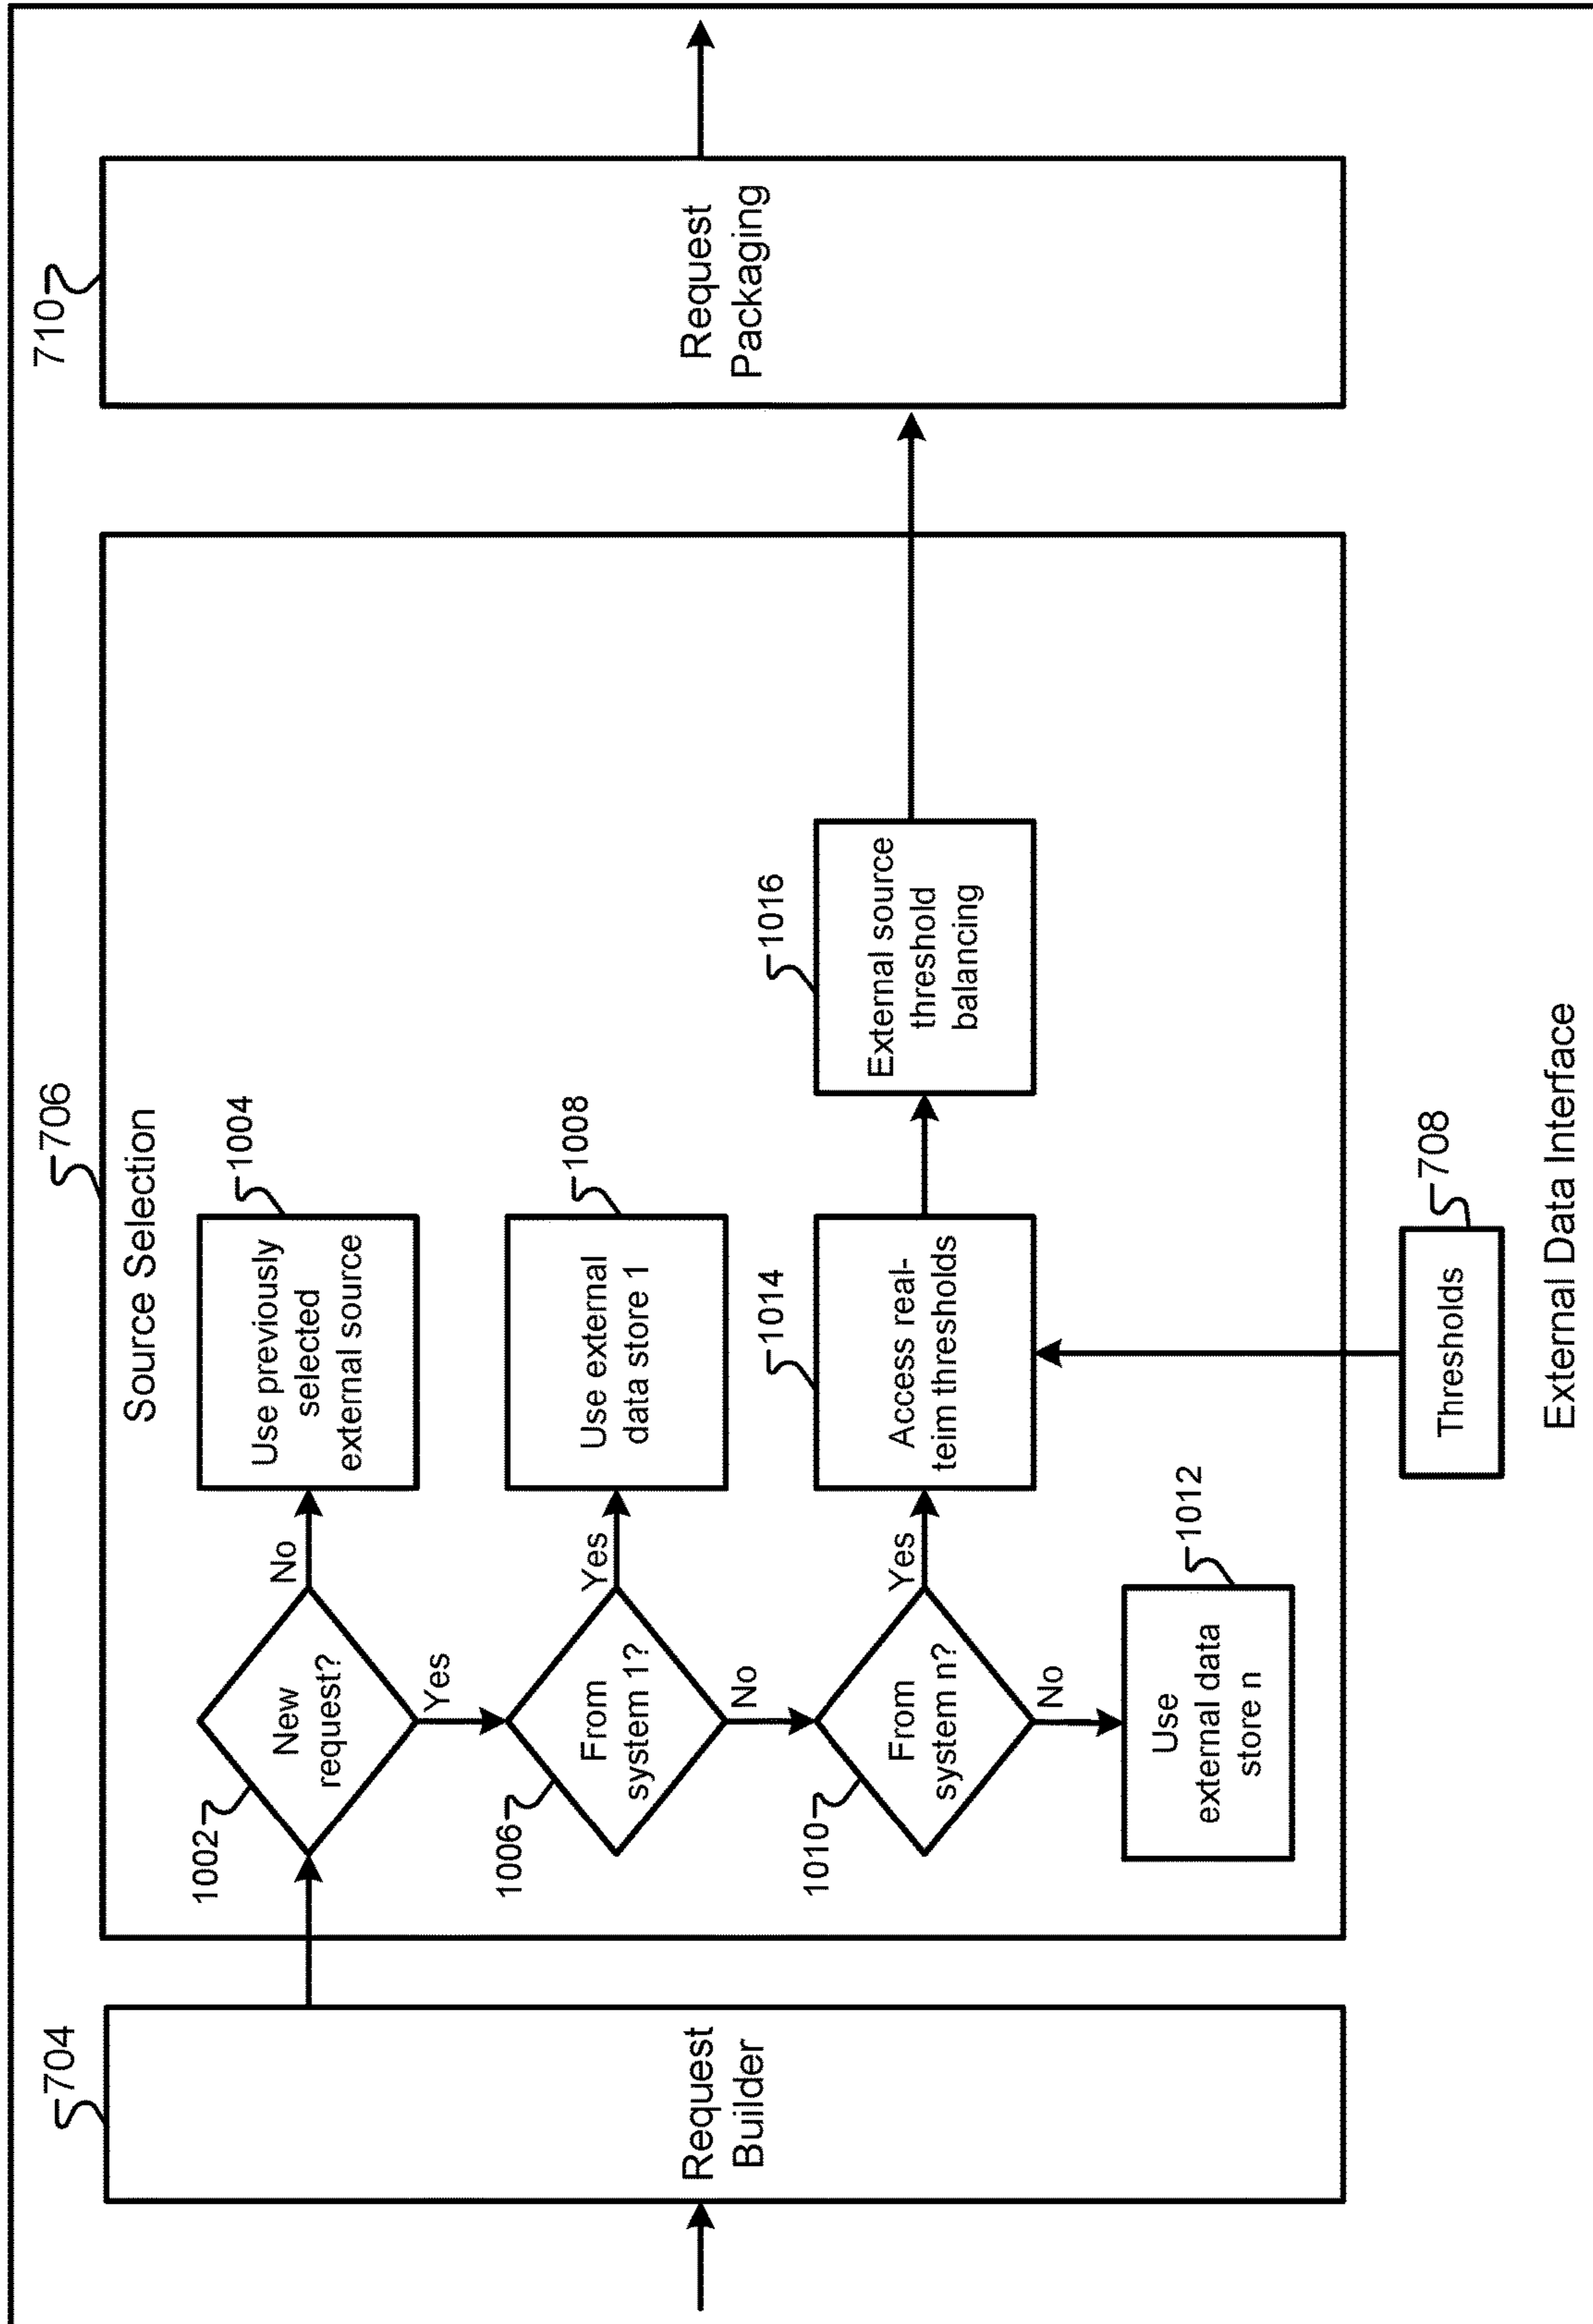 704
Request
Builder
706
Source Selection
1002
New
request?
No
Yes
1004
Use previously
selected
external source
1006
From
system 1?
Yes
No
1008
Use external
data store 1
1010
From
system n?
Yes
No
1014
Access real-
teim thresholds
1016
External source
threshold
balancing
1012
Use
external data
store n
710
Request
Packaging
708
Thresholds
External Data Interface